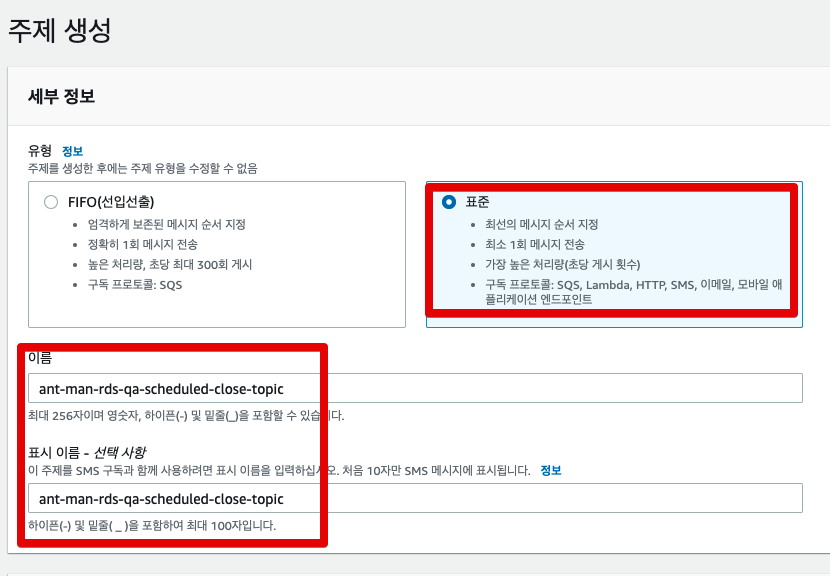 주제 생성
세부 정보
유형 정보
주제를 생성한 후에는 주제 유형을 수정할 수 없음
FIFO(선입선출)
엄격하게 보존된 메시지 순서 지정
정확히 1회 메시지 전송
높은 처리량, 초당 최대 300회 게시
구독 프로토콜: SQS
표준
최선의 메시지 순서 지정
최소 1회 메시지 전송
가장 높은 처리량(초당 게시 횟수)
구독 프로토콜: SQS, Lambda, HTTP, SMS, 이메일, 모바일 애
플리케이션 엔드포인트
이름
ant-man-rds-qa-scheduled-close-topic
최대 256자이며 영숫자, 하이픈(-) 및 밑줄(_)을 포함할 수 있습니다.
표시 이름 - 선택 사항
이 주제를 SMS 구독과 함께 사용하려면 표시 이름을 입력하십시오. 처음 10자만 SMS 메시지에 표시됩니다. 정보
ant-man-rds-qa-scheduled-close-topic
하이픈(-) 및 밑줄( _ )을 포함하여 최대 100자입니다.